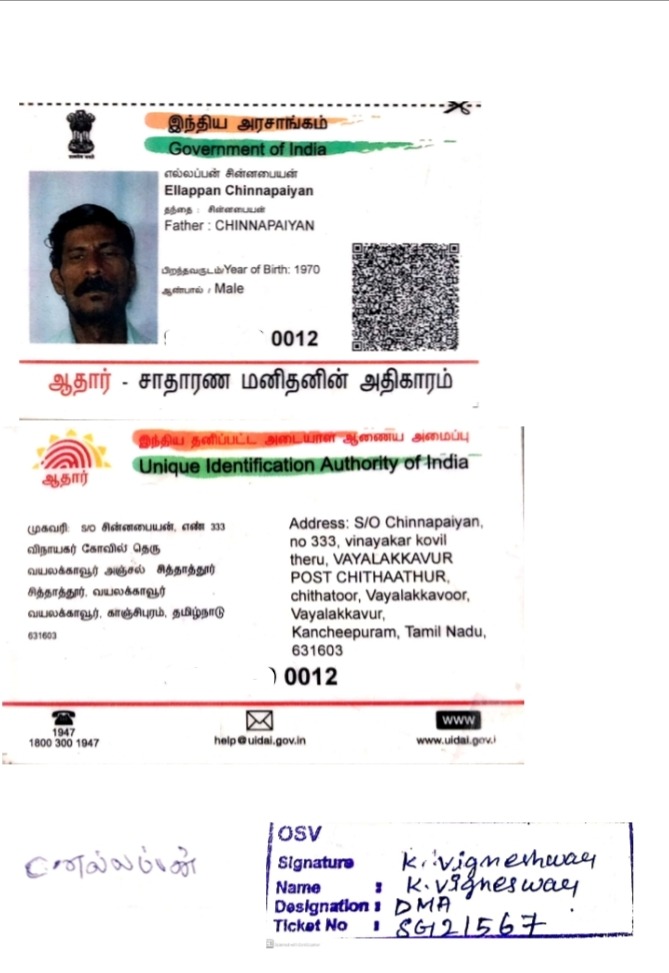 இந்திய அரசாங்கம்
Government of India
எல்லப்பன் சின்னபையன்
Ellappan Chinnapaiyan
தந்தை : சின்னபையன்
Father : CHINNAPAIYAN
பிறந்தவருடம்/Year of Birth: 1970
ஆண்பால் : Male
0012
ஆதார் - சாதாரண மனிதனின் அதிகாரம்
இந்திய தனிப்பட்ட அடையாள ஆணைய அமைப்பு
Unique Identification Authority of India
ஆதார்
முகவரி: S/O சின்னபையன், எண் 333
விநாயகர் கோவில் தெரு
வயலக்காவூர் அஞ்சல் சித்தாத்தூர்
சித்தாத்தூர், வயலக்காவூர்
வயலக்காவூர், காஞ்சிபுரம், தமிழ்நாடு
631603
Address: S/O Chinnapaiyan,
no 333, vinayakar kovil
theru, VAYALAKKAVUR
POST CHITHAATHUR,
chithatoor, Vayalakkavoor,
Vayalakkavur,
Kancheepuram, Tamil Nadu,
631603
0012
1947
1800 300 1947
help@uidai.gov.in
www
www.uidai.gov.i
எல்லப்பன்
OSV
Signature K.Vigneshwar
Name : K.Vigneswar
Designation : DMA
Ticket No : SG121567